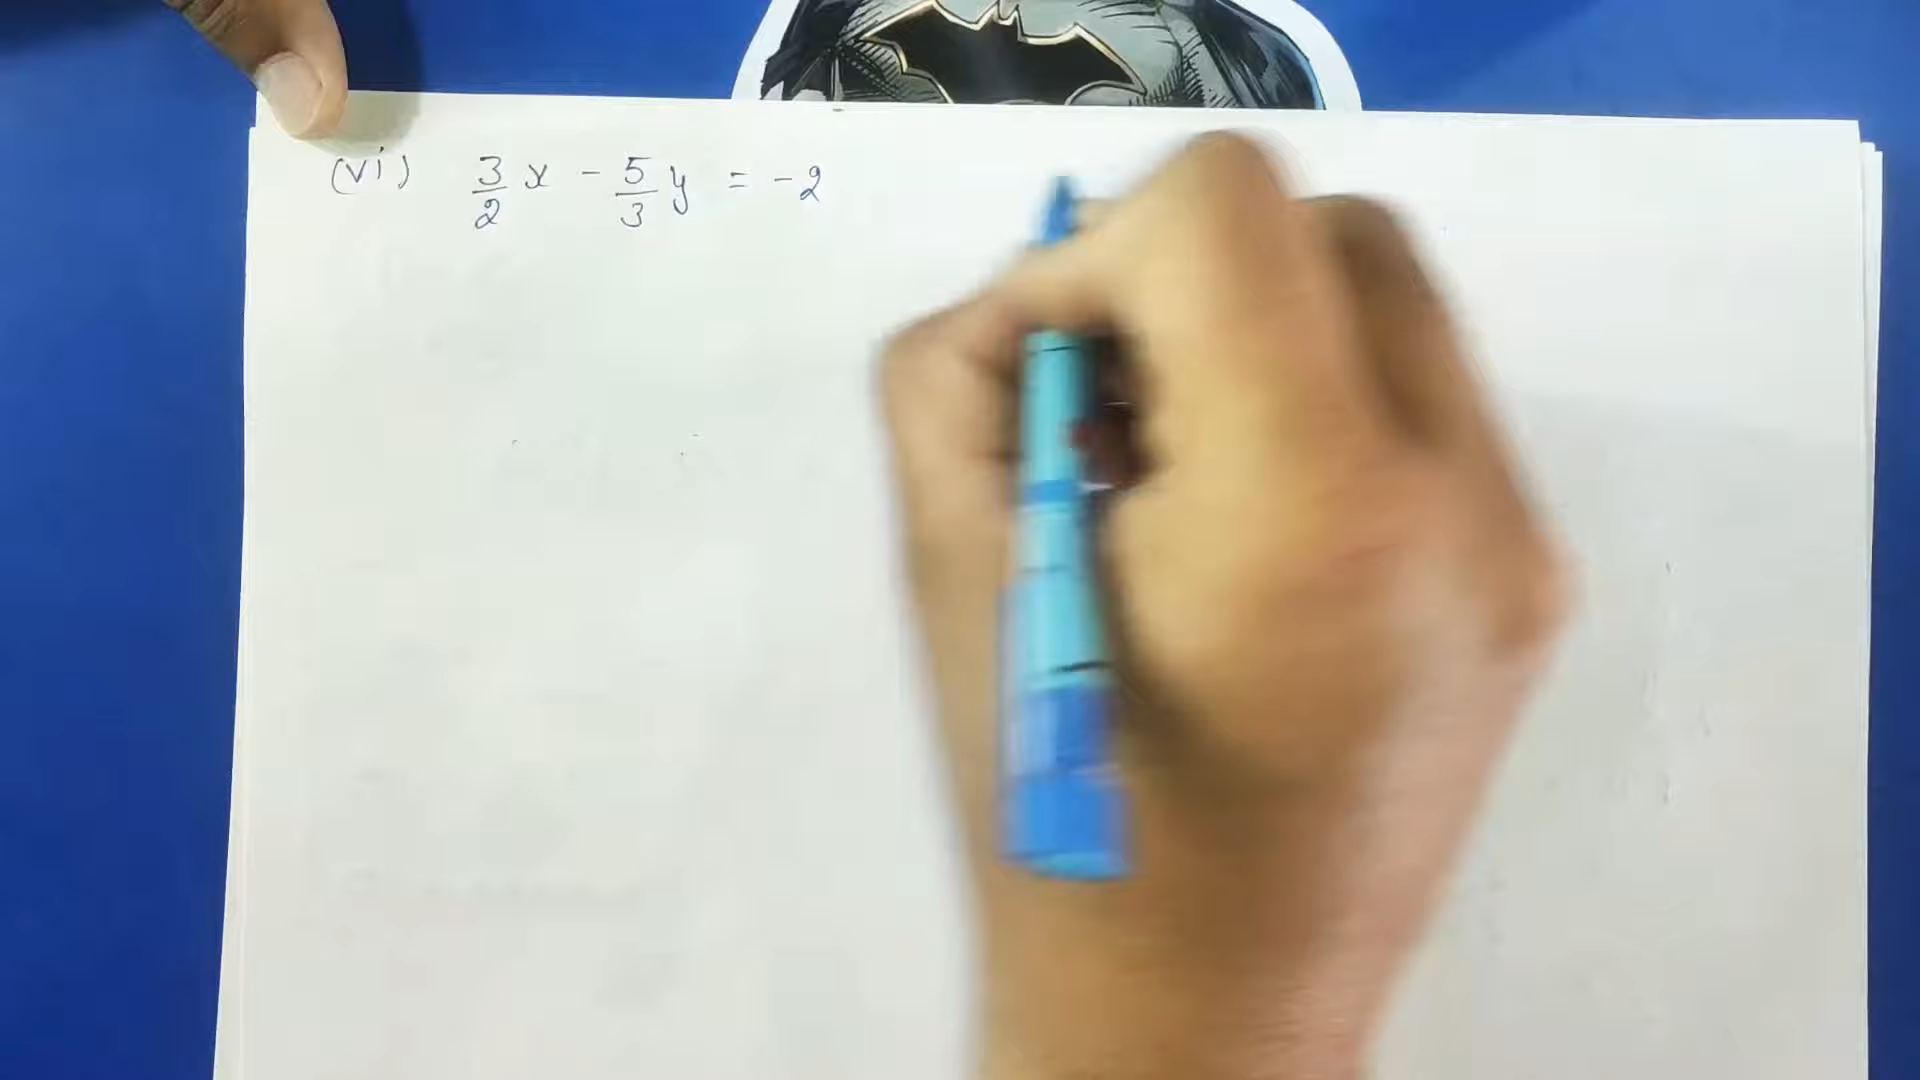 (vi) 3/2 x - 5/3 y = -2